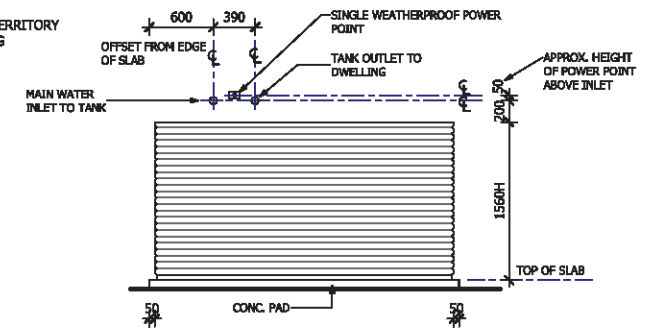 600 390
ERRITORY
G
OFFSET FROM EDGE
OF SLAB
SINGLE WEATHERPROOF POWER
POINT
TANK OUTLET TO
DWELLING
MAIN WATER
INLET TO TANK
APPROX. HEIGHT
OF POWER POINT
ABOVE INLET
50
200
1560H
TOP OF SLAB
50
CONC. PAD
50